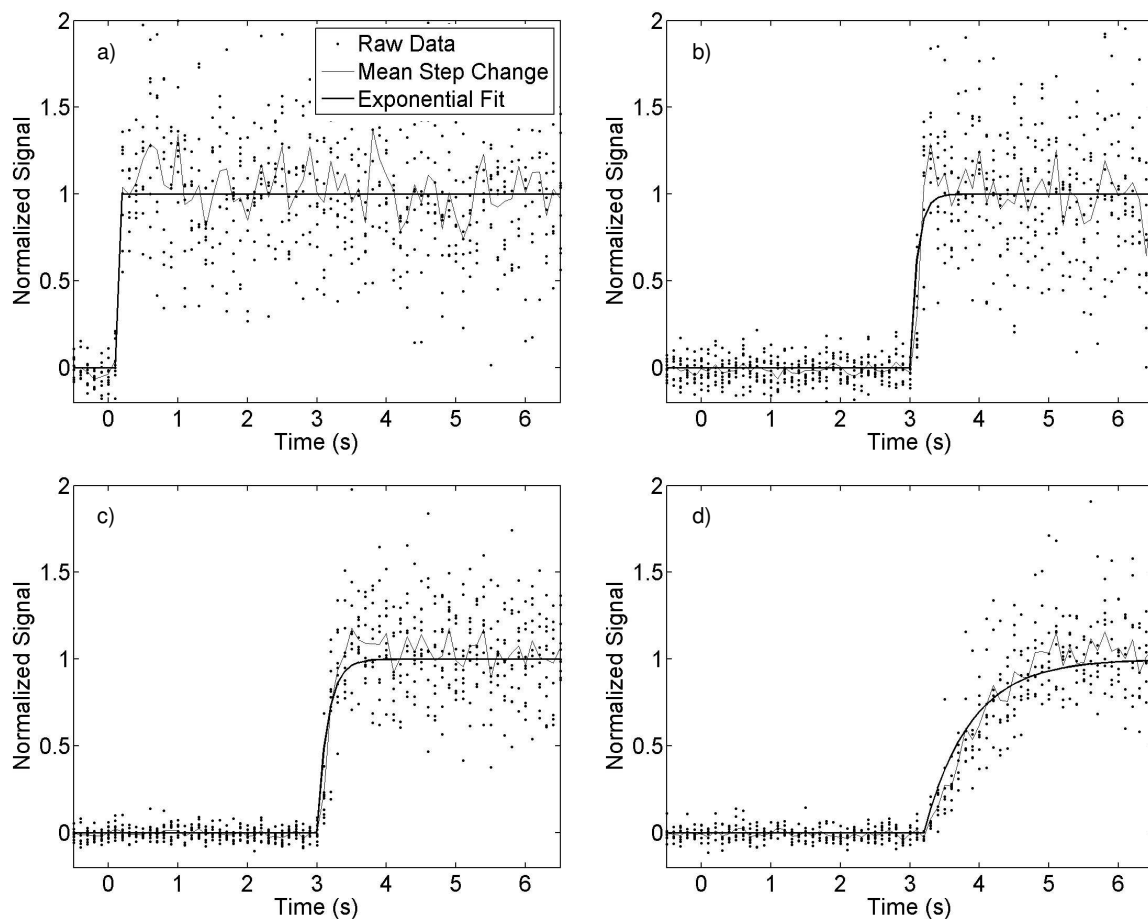 2
a)
Raw Data
Mean Step Change
Exponential Fit
1.5
1
0.5
0
Normalized Signal
0 1 2 3 4 5 6
Time (s)
2
b)
1.5
1
0.5
0
Normalized Signal
0 1 2 3 4 5 6
Time (s)
2
c)
1.5
1
0.5
0
Normalized Signal
0 1 2 3 4 5 6
Time (s)
2
d)
1.5
1
0.5
0
Normalized Signal
0 1 2 3 4 5 6
Time (s)